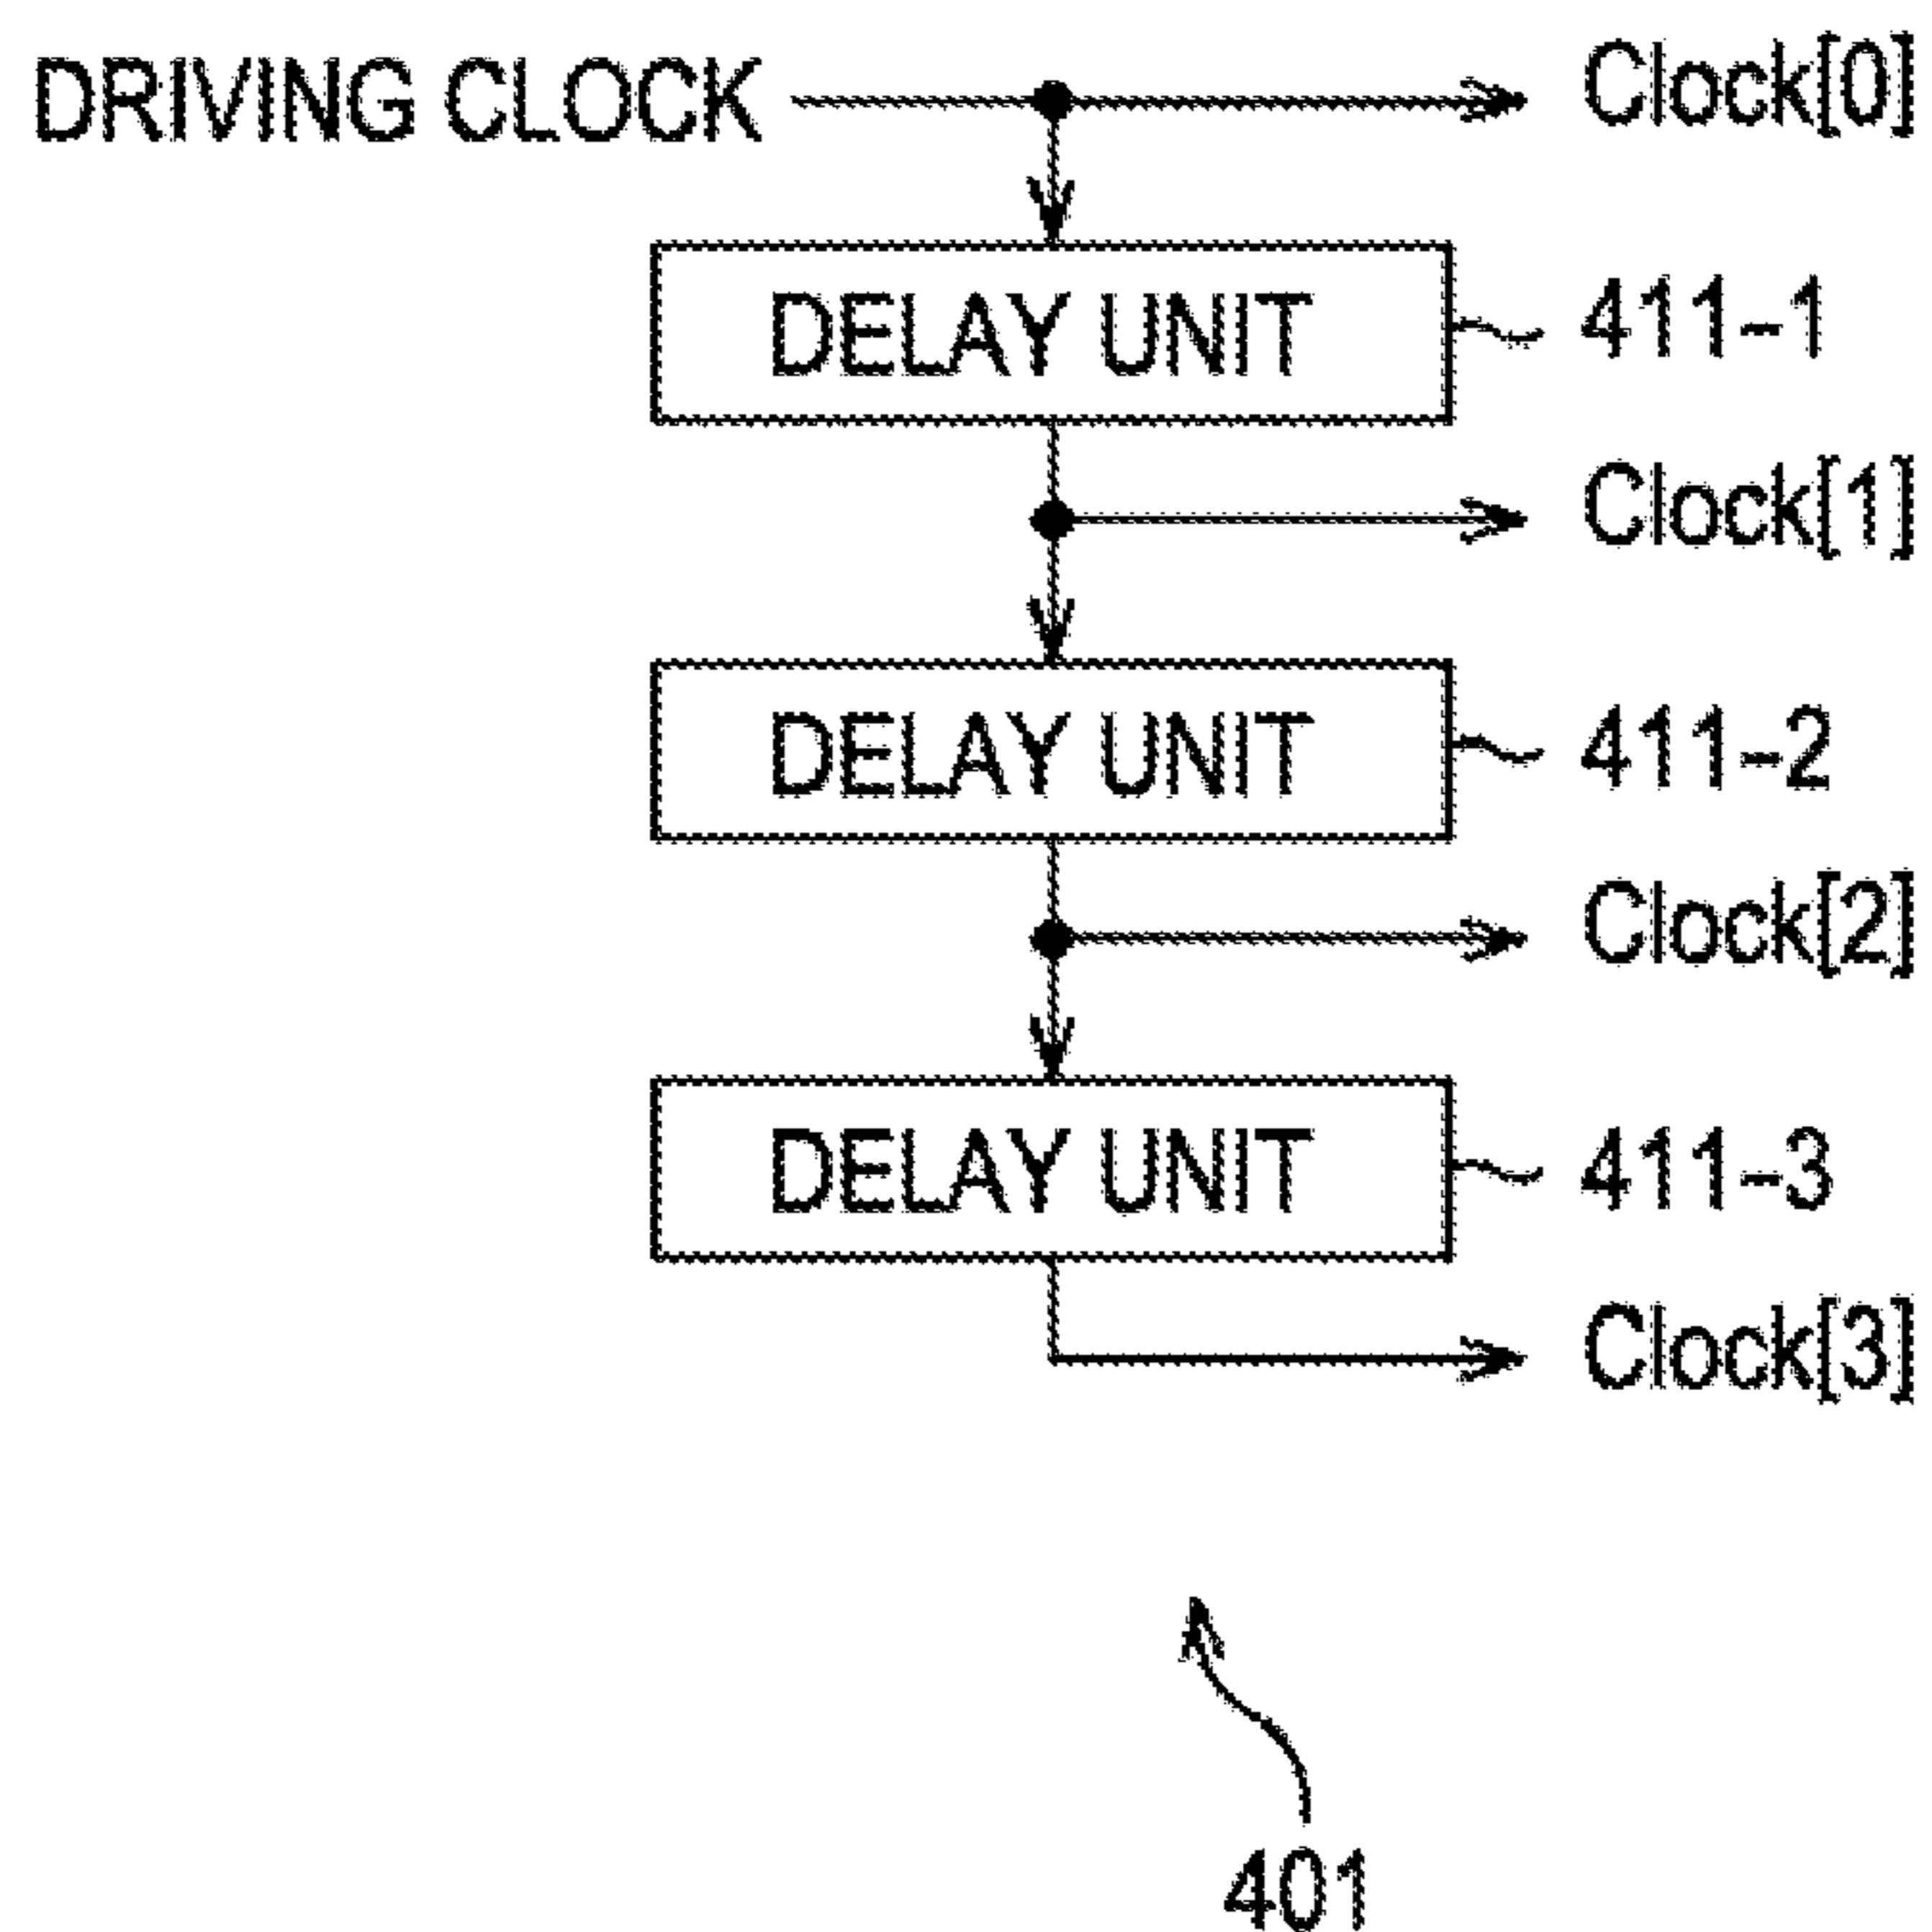 DRIVING CLOCK
Clock[0]
DELAY UNIT
411-1
Clock[1]
DELAY UNIT
411-2
Clock[2]
DELAY UNIT
411-3
Clock[3]
401